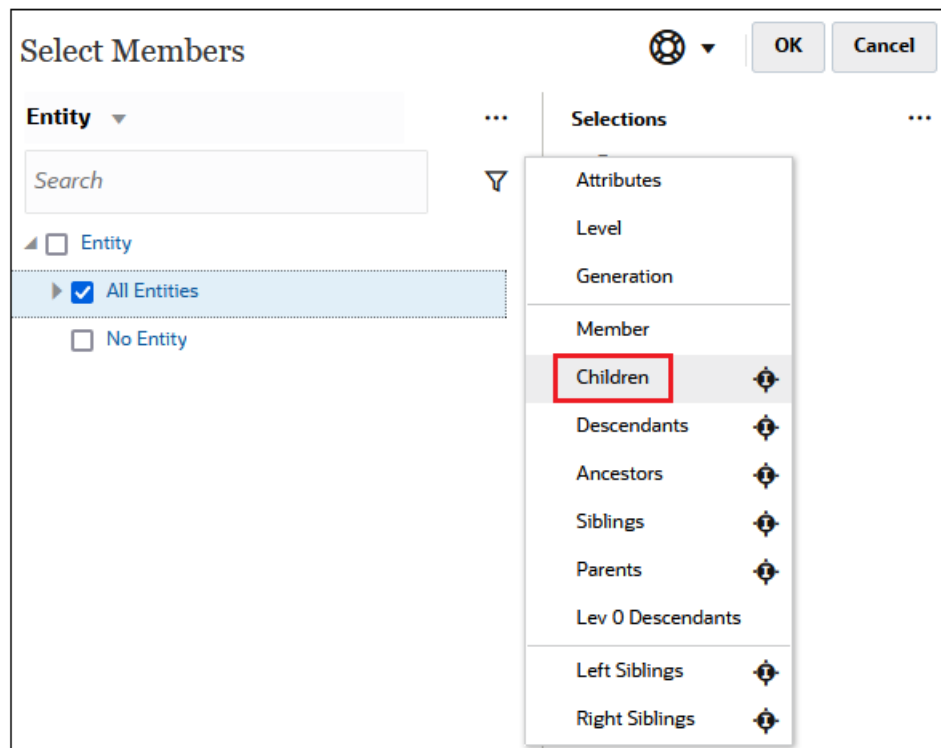 Select Members
OK
Cancel
Entity
Selections
Search
Entity
All Entities
No Entity
Attributes
Level
Generation
Member
Children
Descendants
Ancestors
Siblings
Parents
Lev 0 Descendants
Left Siblings
Right Siblings